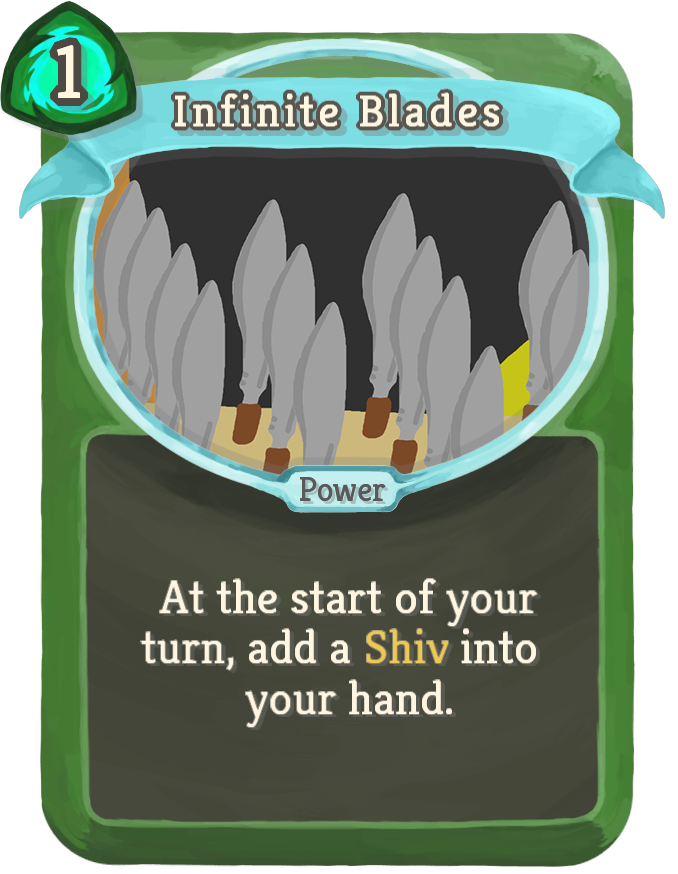 1
Infinite Blades
Power
At the start of your
turn, add a Shiv into
your hand.